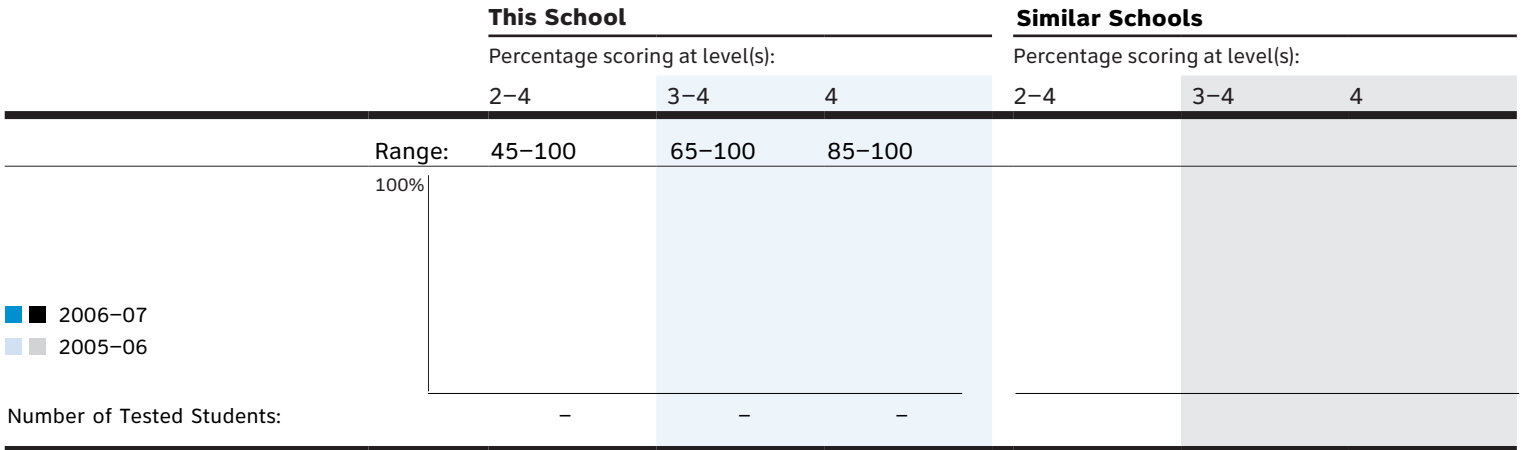 This School Similar Schools
Percentage scoring at level(s): Percentage scoring at level(s):
2–4 3–4 4 2–4 3–4 4
Range: 45–100 65–100 85–100
100%
2006–07
2005–06
Number of Tested Students: – – –